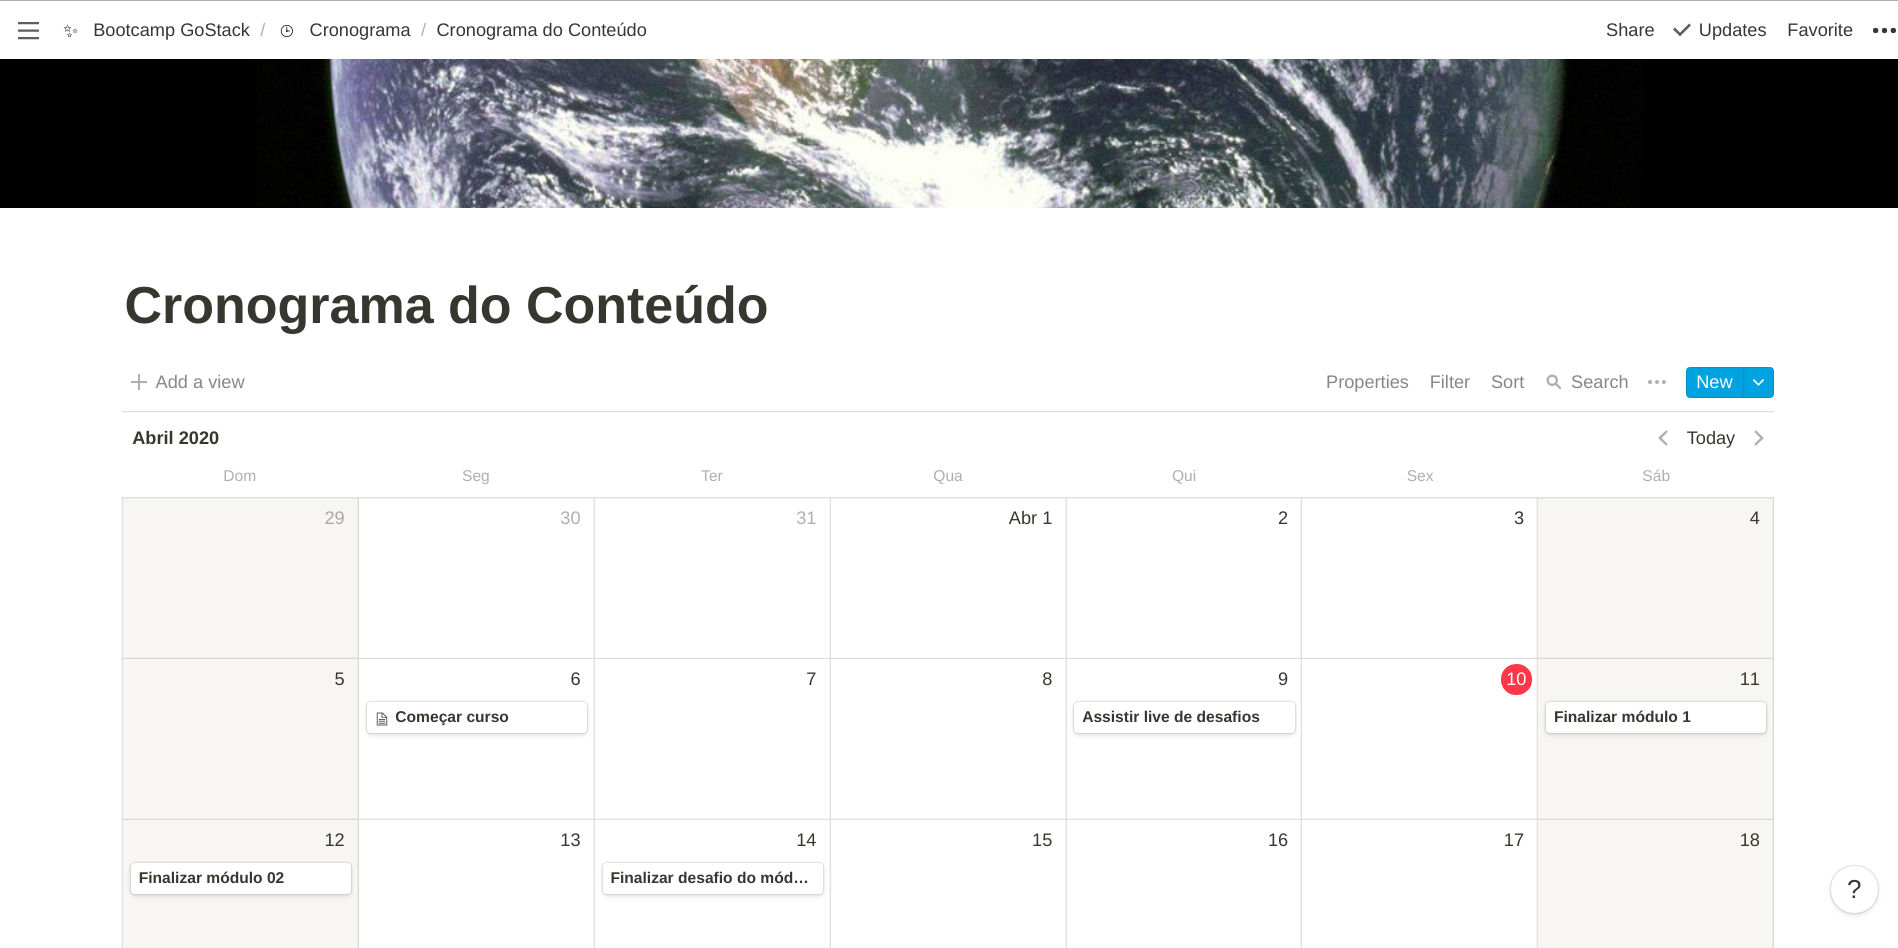 Bootcamp GoStack / Cronograma / Cronograma do Conteúdo
Share Updates Favorite
Cronograma do Conteúdo
Add a view
Properties Filter Sort Search New
Abril 2020
Today
Dom Seg Ter Qua Qui Sex Sáb
29 30 31 Abr 1 2 3 4
5 6 7 8 9 10 11
Começar curso
Assistir live de desafios
Finalizar módulo 1
12 13 14 15 16 17 18
Finalizar módulo 02
Finalizar desafio do mód...
?